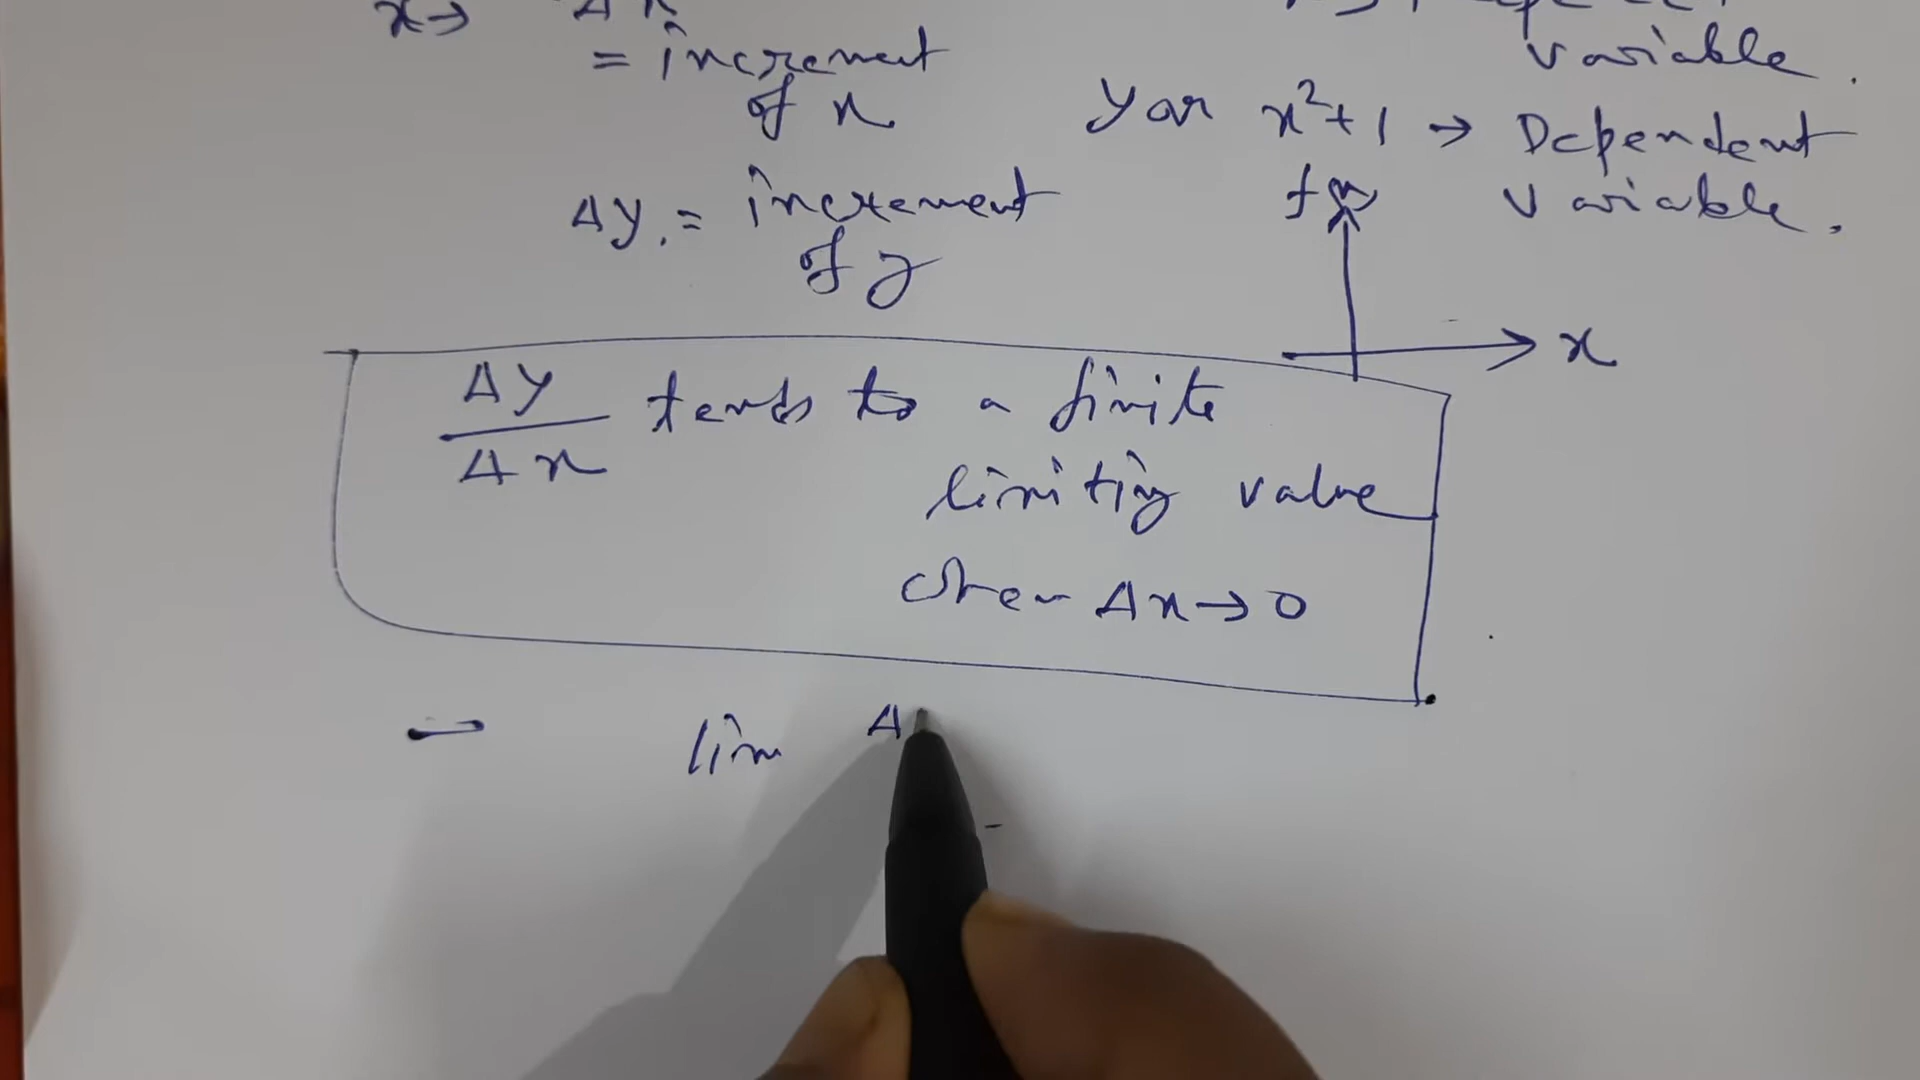 x →
= increment
of x
variable.
y or x²+1 → Dependent
variable.
Δy = increment
of y
x
Δy
Δx
tends to a finite
limiting value
when Δx → 0
lim Δ